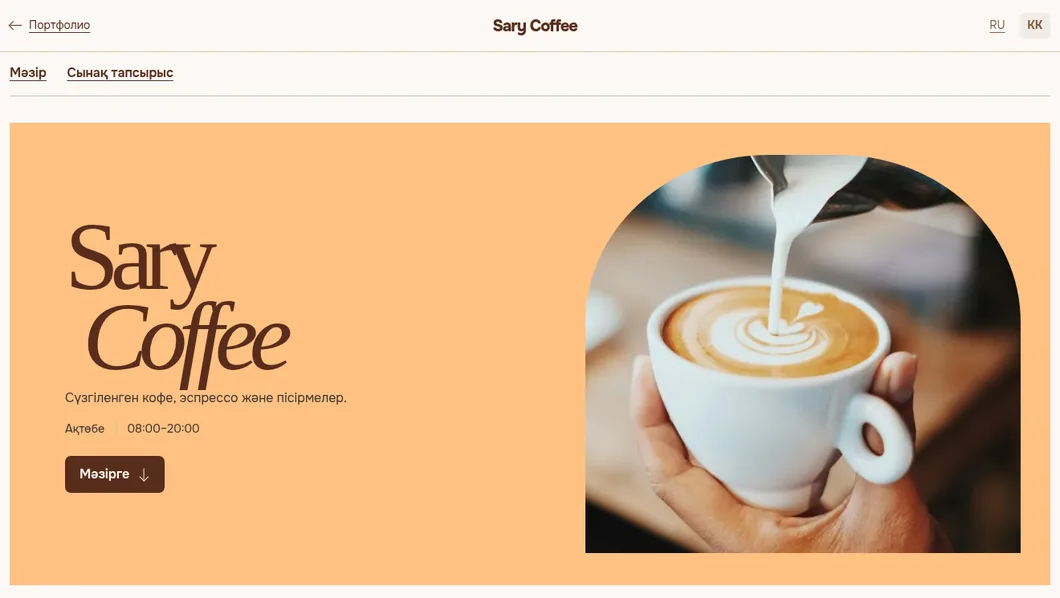 Портфолио
Sary Coffee
RU
KK
Мәзір
Сынақ тапсырыс
Sary
Coffee
Сүзгіленген кофе, эспрессо және пісірмелер.
Ақтөбе
08:00–20:00
Мәзірге